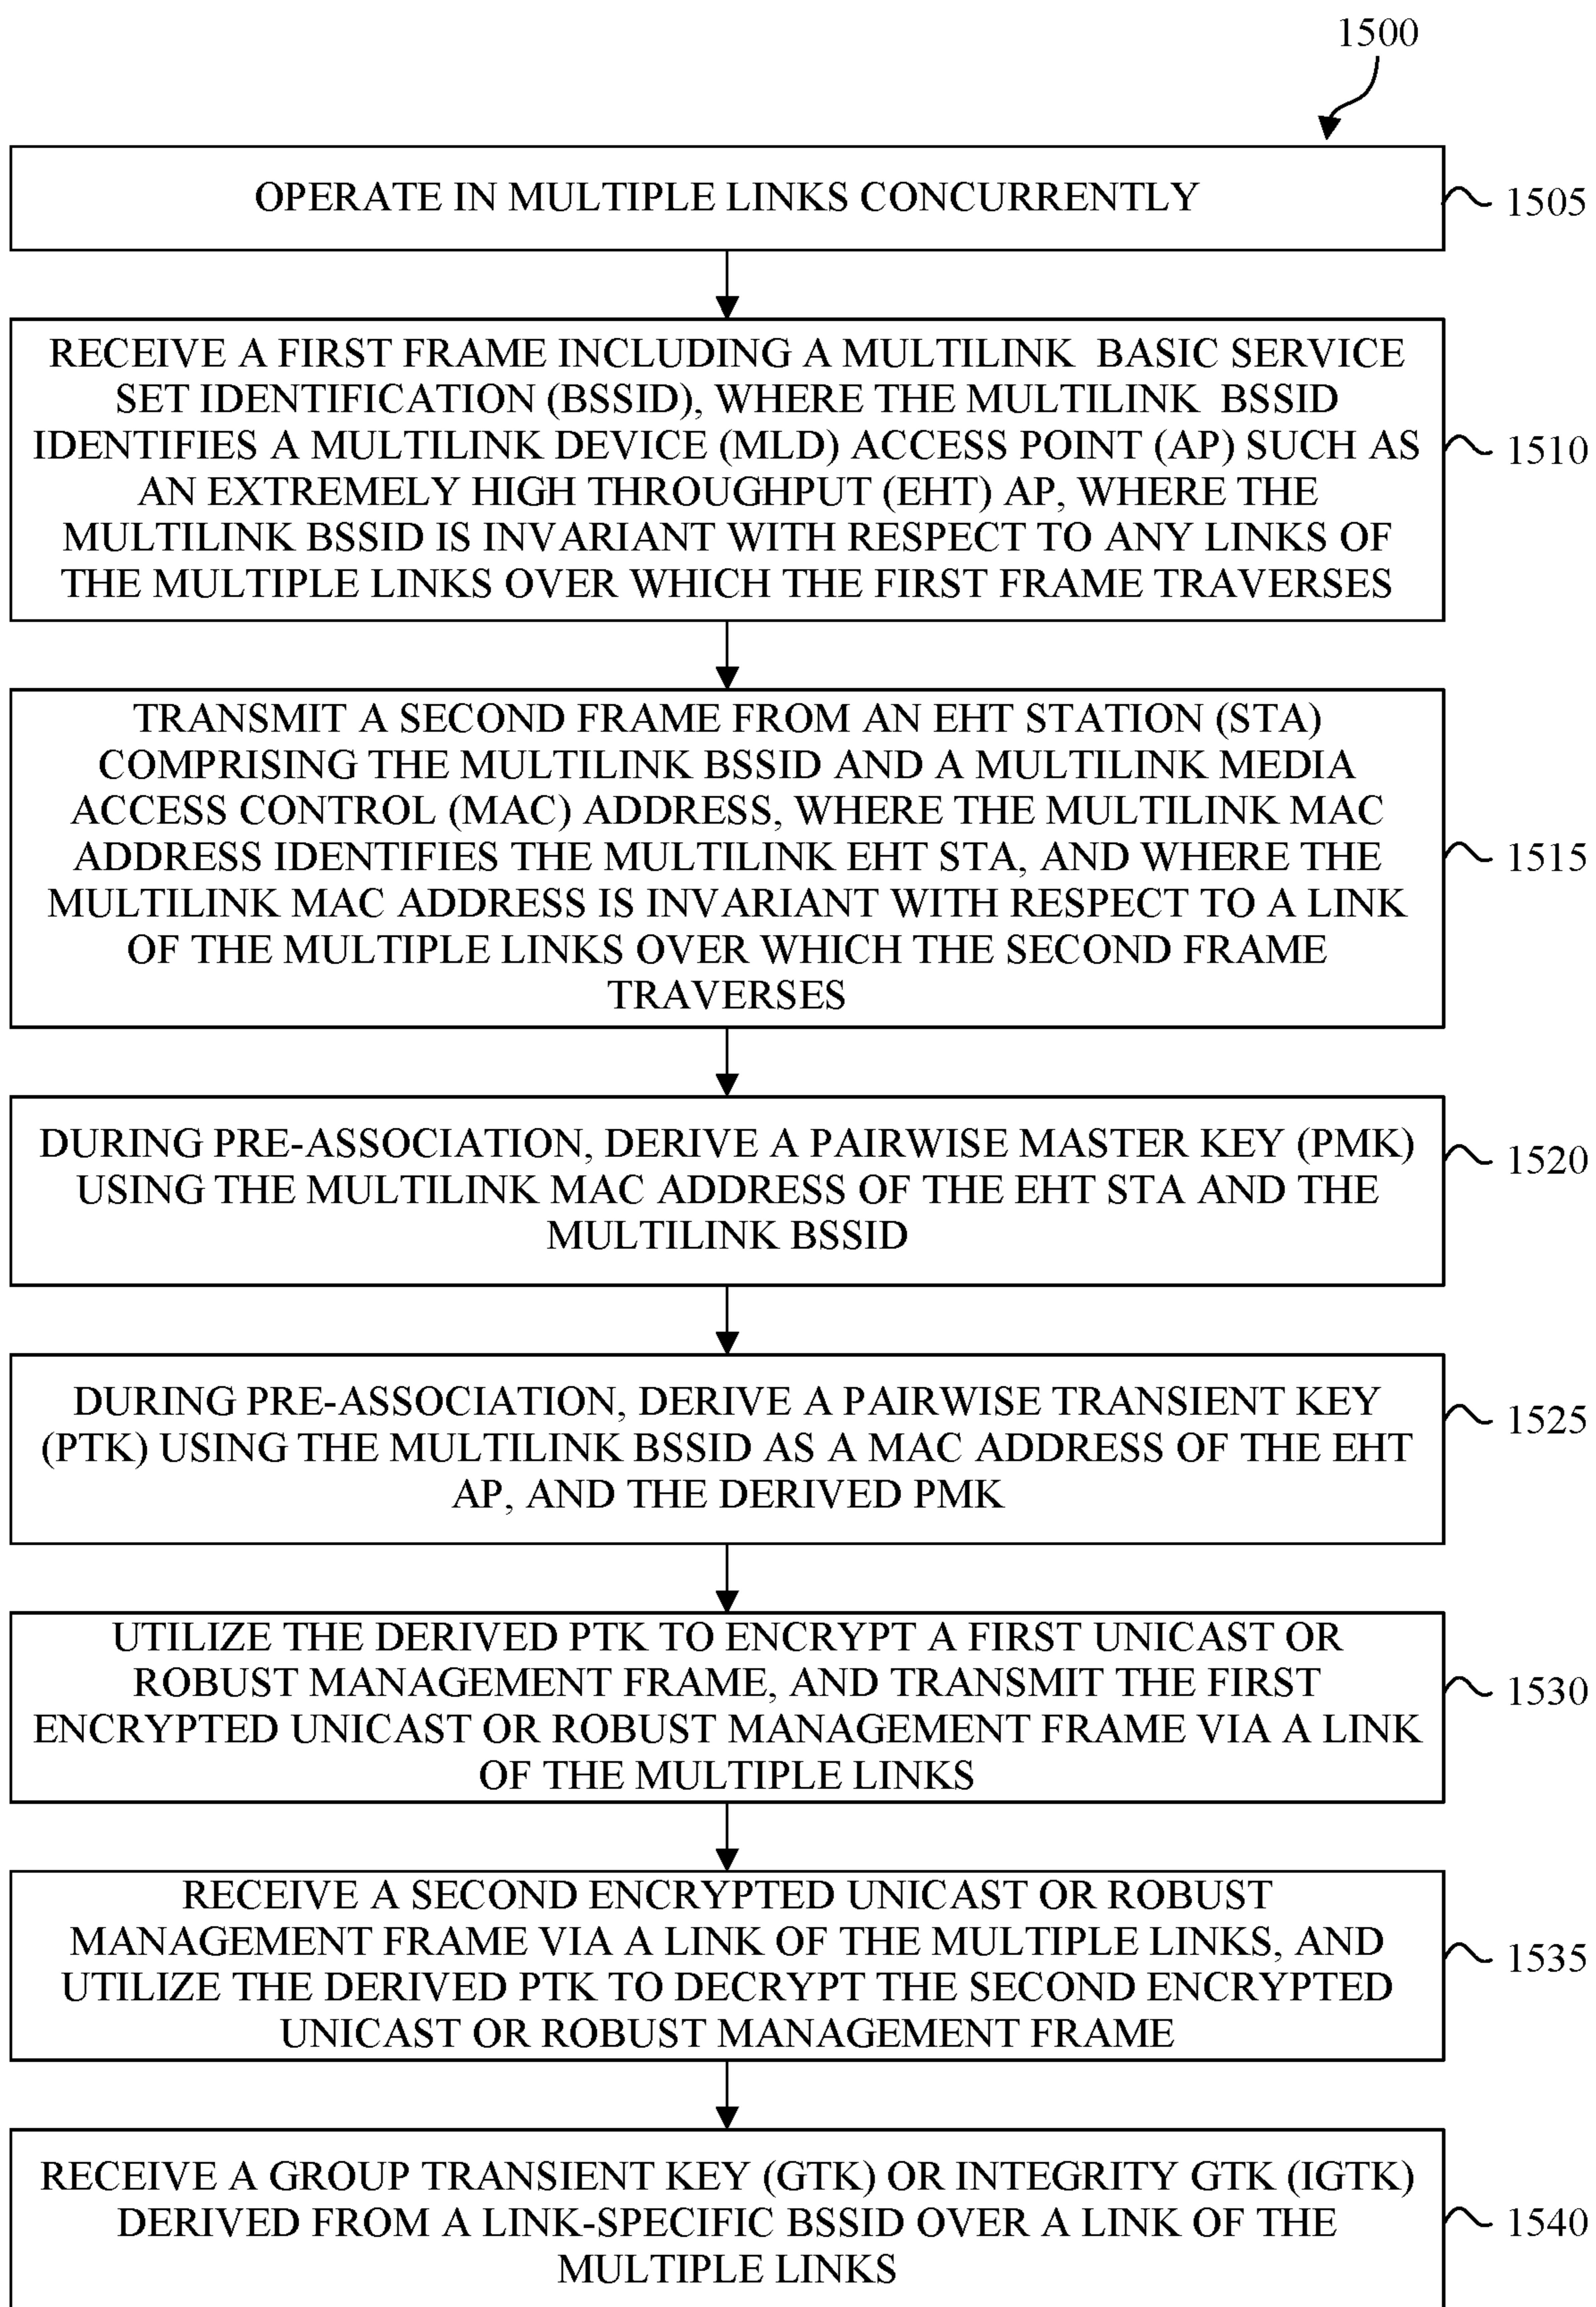 1500
OPERATE IN MULTIPLE LINKS CONCURRENTLY
1505
RECEIVE A FIRST FRAME INCLUDING A MULTILINK BASIC SERVICE
SET IDENTIFICATION (BSSID), WHERE THE MULTILINK BSSID
IDENTIFIES A MULTILINK DEVICE (MLD) ACCESS POINT (AP) SUCH AS
AN EXTREMELY HIGH THROUGHPUT (EHT) AP, WHERE THE
MULTILINK BSSID IS INVARIANT WITH RESPECT TO ANY LINKS OF
THE MULTIPLE LINKS OVER WHICH THE FIRST FRAME TRAVERSES
1510
TRANSMIT A SECOND FRAME FROM AN EHT STATION (STA)
COMPRISING THE MULTILINK BSSID AND A MULTILINK MEDIA
ACCESS CONTROL (MAC) ADDRESS, WHERE THE MULTILINK MAC
ADDRESS IDENTIFIES THE MULTILINK EHT STA, AND WHERE THE
MULTILINK MAC ADDRESS IS INVARIANT WITH RESPECT TO A LINK
OF THE MULTIPLE LINKS OVER WHICH THE SECOND FRAME
TRAVERSES
1515
DURING PRE-ASSOCIATION, DERIVE A PAIRWISE MASTER KEY (PMK)
USING THE MULTILINK MAC ADDRESS OF THE EHT STA AND THE
MULTILINK BSSID
1520
DURING PRE-ASSOCIATION, DERIVE A PAIRWISE TRANSIENT KEY
(PTK) USING THE MULTILINK BSSID AS A MAC ADDRESS OF THE EHT
AP, AND THE DERIVED PMK
1525
UTILIZE THE DERIVED PTK TO ENCRYPT A FIRST UNICAST OR
ROBUST MANAGEMENT FRAME, AND TRANSMIT THE FIRST
ENCRYPTED UNICAST OR ROBUST MANAGEMENT FRAME VIA A LINK
OF THE MULTIPLE LINKS
1530
RECEIVE A SECOND ENCRYPTED UNICAST OR ROBUST
MANAGEMENT FRAME VIA A LINK OF THE MULTIPLE LINKS, AND
UTILIZE THE DERIVED PTK TO DECRYPT THE SECOND ENCRYPTED
UNICAST OR ROBUST MANAGEMENT FRAME
1535
RECEIVE A GROUP TRANSIENT KEY (GTK) OR INTEGRITY GTK (IGTK)
DERIVED FROM A LINK-SPECIFIC BSSID OVER A LINK OF THE
MULTIPLE LINKS
1540